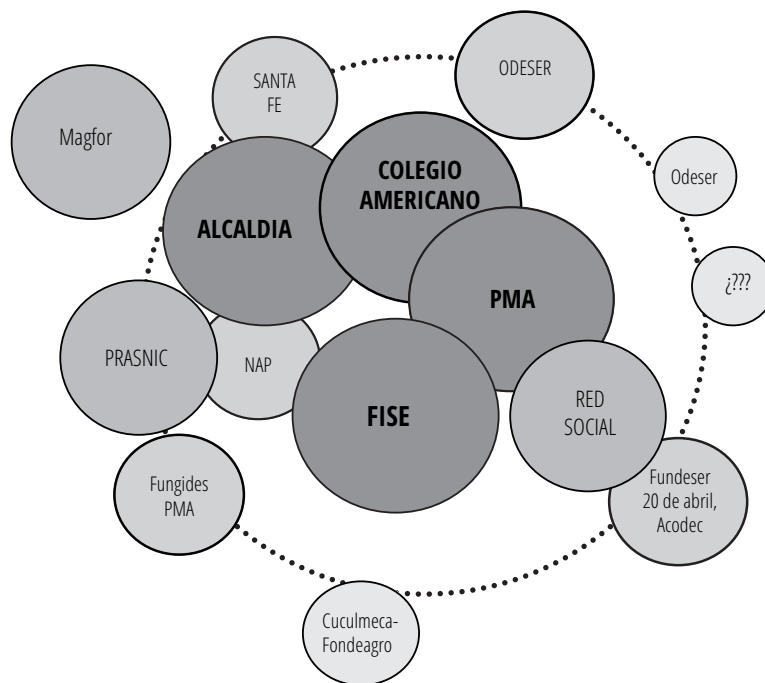 SANTA
FE
ODESER
Magfor
COLEGIO
AMERICANO
Odeser
ALCALDIA
¿???
PMA
PRASNIC
NAP
RED
SOCIAL
FISE
Fungides
PMA
Fundeser
20 de abril,
Acodec
Cuculmeca-
Fondeagro